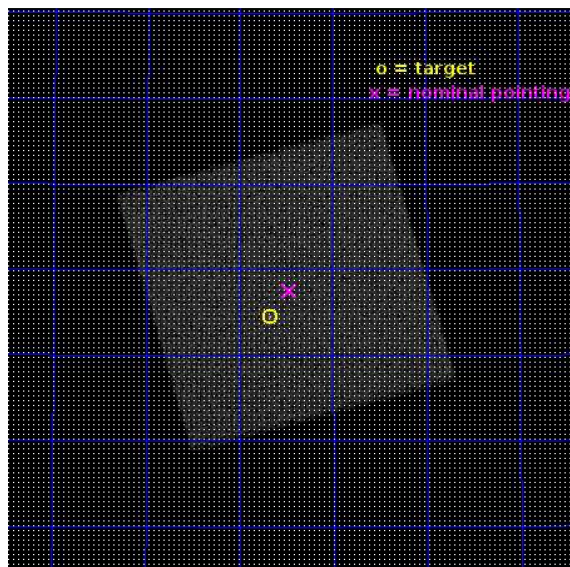 o = target
x = nominal pointing